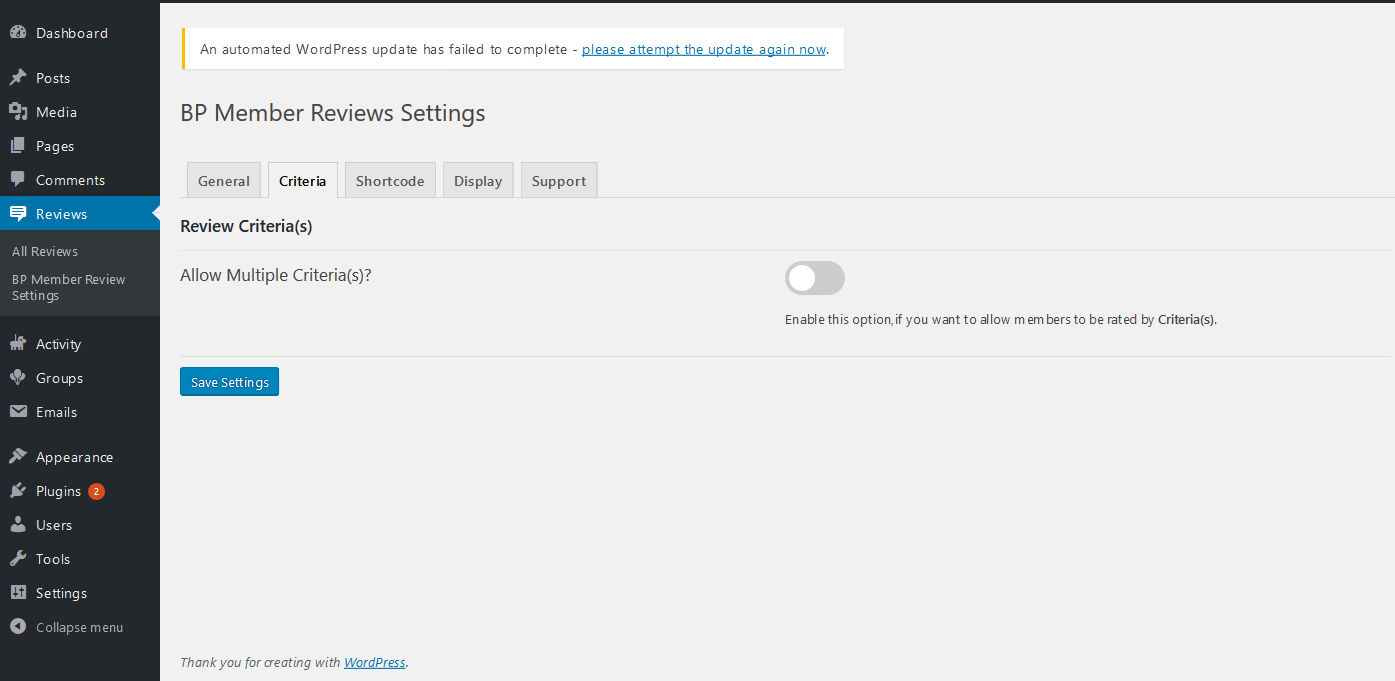 Dashboard
Posts
Media
Pages
Comments
Reviews
All Reviews
BP Member Review
Settings
Activity
Groups
Emails
Appearance
Plugins 2
Users
Tools
Settings
Collapse menu
An automated WordPress update has failed to complete - please attempt the update again now.
BP Member Reviews Settings
General Criteria Shortcode Display Support
Review Criteria(s)
Allow Multiple Criteria(s)?
Enable this option,if you want to allow members to be rated by Criteria(s).
Save Settings
Thank you for creating with WordPress.